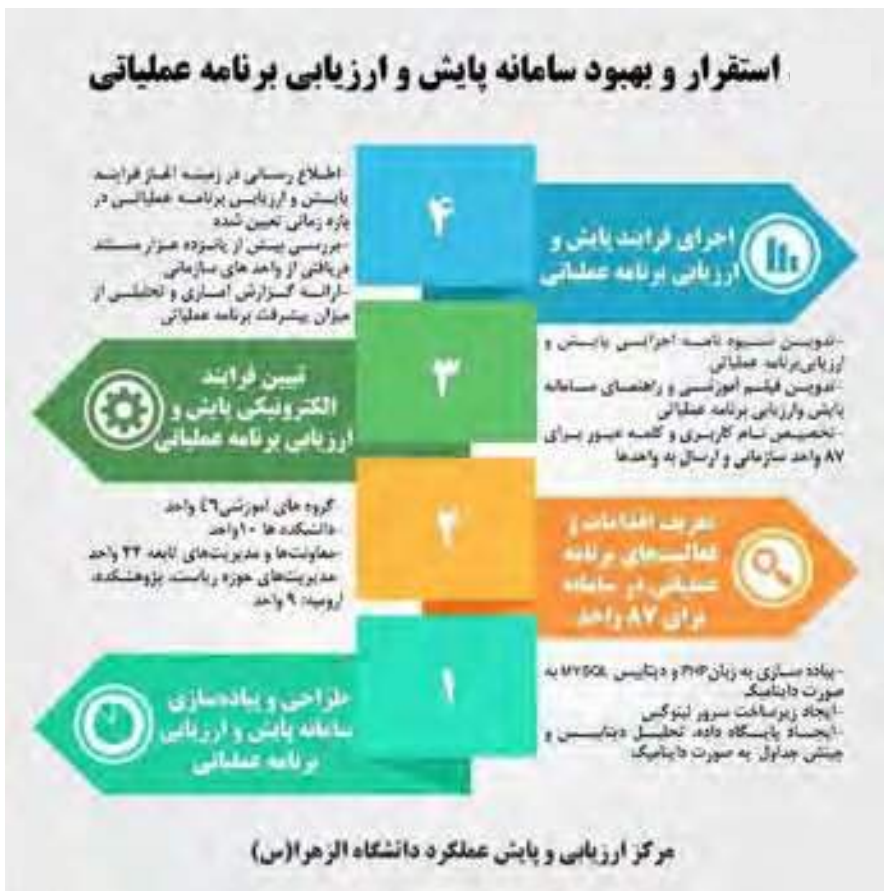 استقرار و بهبود سامانه پایش و ارزیابی برنامه عملیاتی
۴
اجرای فرایند پایش و
ارزیابی برنامه عملیاتی
-اطلاع رسانی در زمینه آغاز فرایند
پایش و ارزیابی برنامه عملیاتی در
بازه زمانی تعیین شده
-بررسی بیش از پانزده هزار مستند
دریافتی از واحد های سازمانی
-ارائه گزارش آماری و تحلیلی از
میزان پیشرفت برنامه عملیاتی
۳
تبیین فرایند
الکترونیکی پایش و
ارزیابی برنامه عملیاتی
-تدوین شیوه نامه اجرایی پایش و
ارزیابی‌برنامه عملیاتی
-تدوین فیلم آموزشی و راهنمای سامانه
پایش وارزیابی برنامه عملیاتی
-تخصیص نام کاربری و کلمه عبور برای
۸۷ واحد سازمانی و ارسال به واحدها
۲
تعریف اقدامات و
فعالیت‌های برنامه
عملیاتی در سامانه
برای ۸۷ واحد
-گروه های آموزشی٤٦ واحد
-دانشکده ها ۱۰واحد
-معاونت‌ها و مدیریت‌های تابعه ۲۲ واحد
-مدیریت‌های حوزه ریاست، پژوهشکده،
ارومیه: ۹ واحد
۱
طراحی و پیاده‌سازی
سامانه پایش و ارزیابی
برنامه عملیاتی
-پیاده سازی به زبان PHP و دیتابیس MYSQL به
صورت داینامیک
-ایجاد زیرساخت سرور لینوکس
-ایجاد پایگاه داده، تحلیل دیتابیس و
چینش جداول به صورت داینامیک
مرکز ارزیابی و پایش عملکرد دانشگاه الزهرا(س)